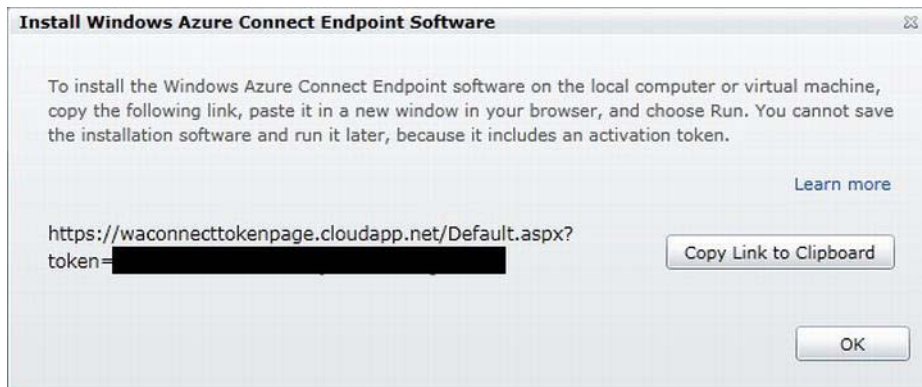 Install Windows Azure Connect Endpoint Software
To install the Windows Azure Connect Endpoint software on the local computer or virtual machine,
copy the following link, paste it in a new window in your browser, and choose Run. You cannot save
the installation software and run it later, because it includes an activation token.
Learn more
https://waconnecttokenpage.cloudapp.net/Default.aspx?
token=
Copy Link to Clipboard
OK